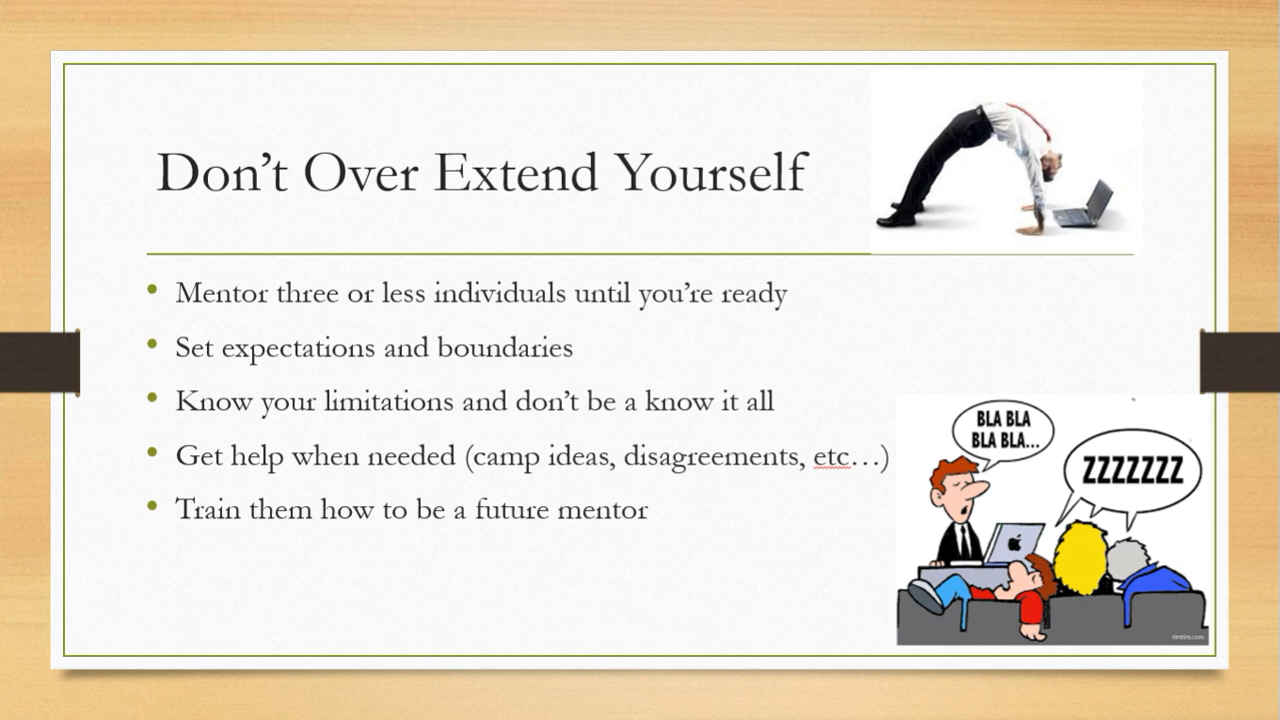 Don’t Over Extend Yourself
Mentor three or less individuals until you’re ready
Set expectations and boundaries
Know your limitations and don’t be a know it all
Get help when needed (camp ideas, disagreements, etc…)
Train them how to be a future mentor
BLA BLA
BLA BLA...
ZZZZZZZ